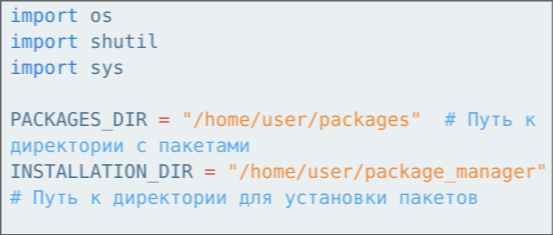 import os
import shutil
import sys
PACKAGES_DIR = "/home/user/packages"  # Путь к
директории с пакетами
INSTALLATION_DIR = "/home/user/package_manager"
# Путь к директории для установки пакетов